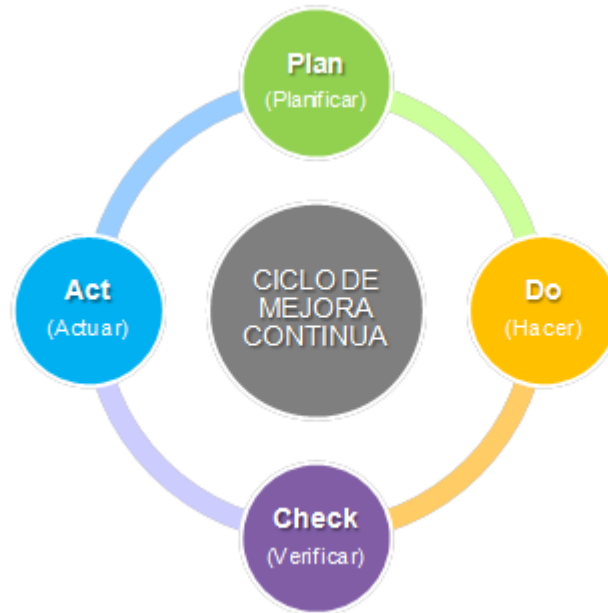 Plan
(Planificar)
Act
(Actuar)
CICLO DE
MEJORA
CONTINUA
Do
(Hacer)
Check
(Verificar)